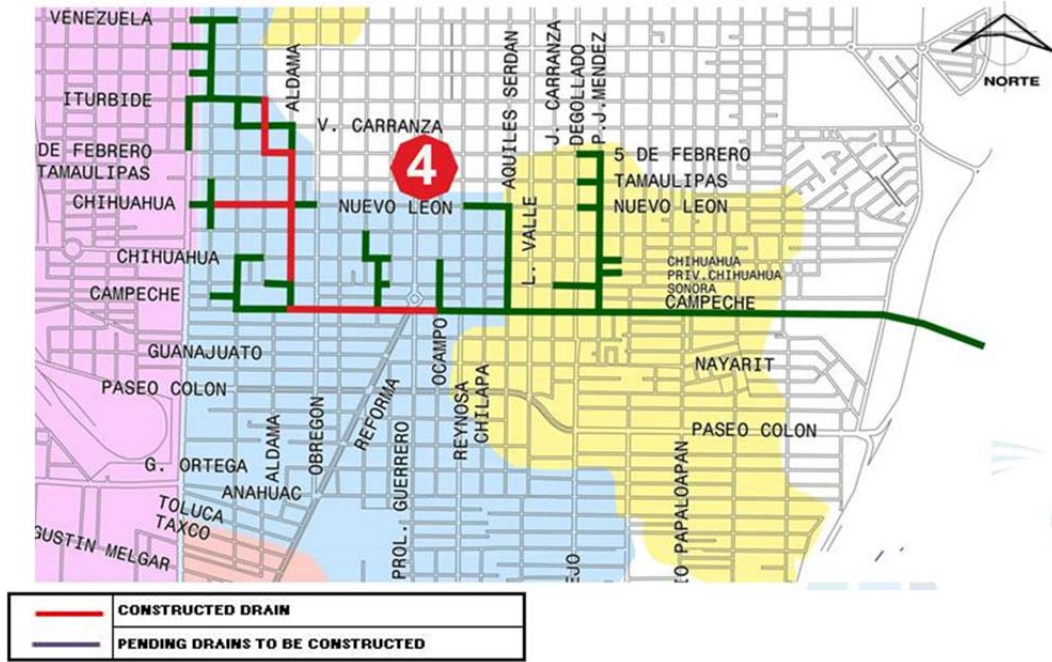 VENEZUELA
ALDAMA
AQUILES SERDAN
J. CARRANZA
DEGOLLADO
P.J.MENDEZ
NORTE
ITURBIDE
V. CARRANZA
DE FEBRERO
TAMAULIPAS
4
5 DE FEBRERO
TAMAULIPAS
CHIHUAHUA
NUEVO LEON
L. VALLE
NUEVO LEON
CHIHUAHUA
CHIHUAHUA
PRIV.CHIHUAHUA
SONORA
CAMPECHE
CAMPECHE
GUANAJUATO
OCAMPO
NAYARIT
PASEO COLON
REFORMA
REYNOSA
CHILAPA
PASEO COLON
ALDAMA
OBREGON
G. ORTEGA
ANAHUAC
PROL. GUERRERO
TOLUCA
TAXCO
GUSTIN MELGAR
EJO
O PAPALOAPAN
CONSTRUCTED DRAIN
PENDING DRAINS TO BE CONSTRUCTED